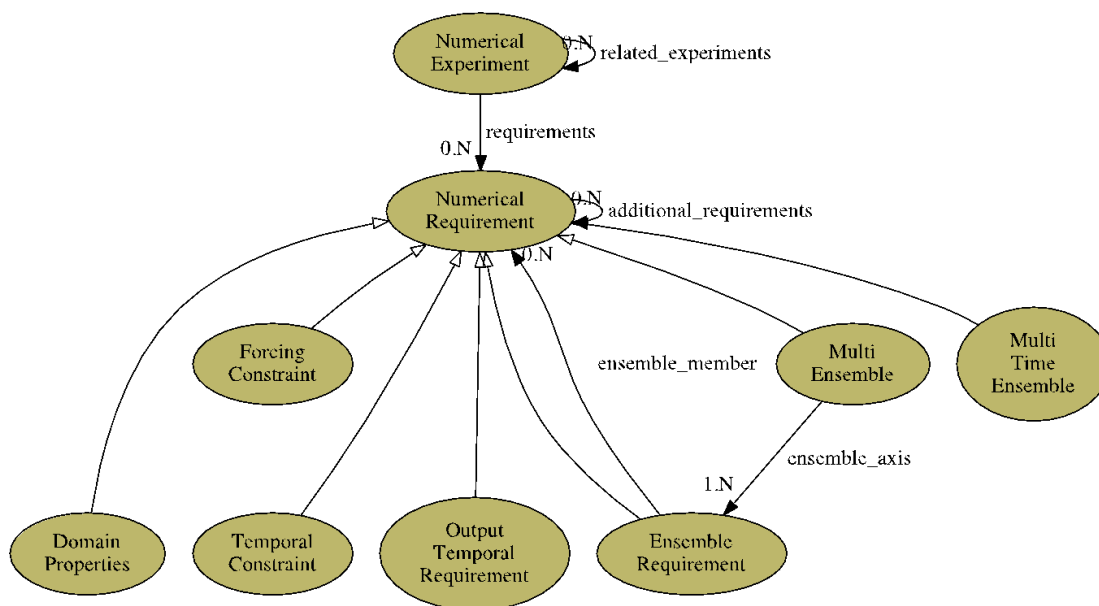 Numerical
Experiment
0.N
related_experiments
requirements
0.N
Numerical
Requirement
0.N
additional_requirements
0.N
Forcing
Constraint
ensemble_member
Multi
Ensemble
Multi
Time
Ensemble
ensemble_axis
1.N
Domain
Properties
Temporal
Constraint
Output
Temporal
Requirement
Ensemble
Requirement